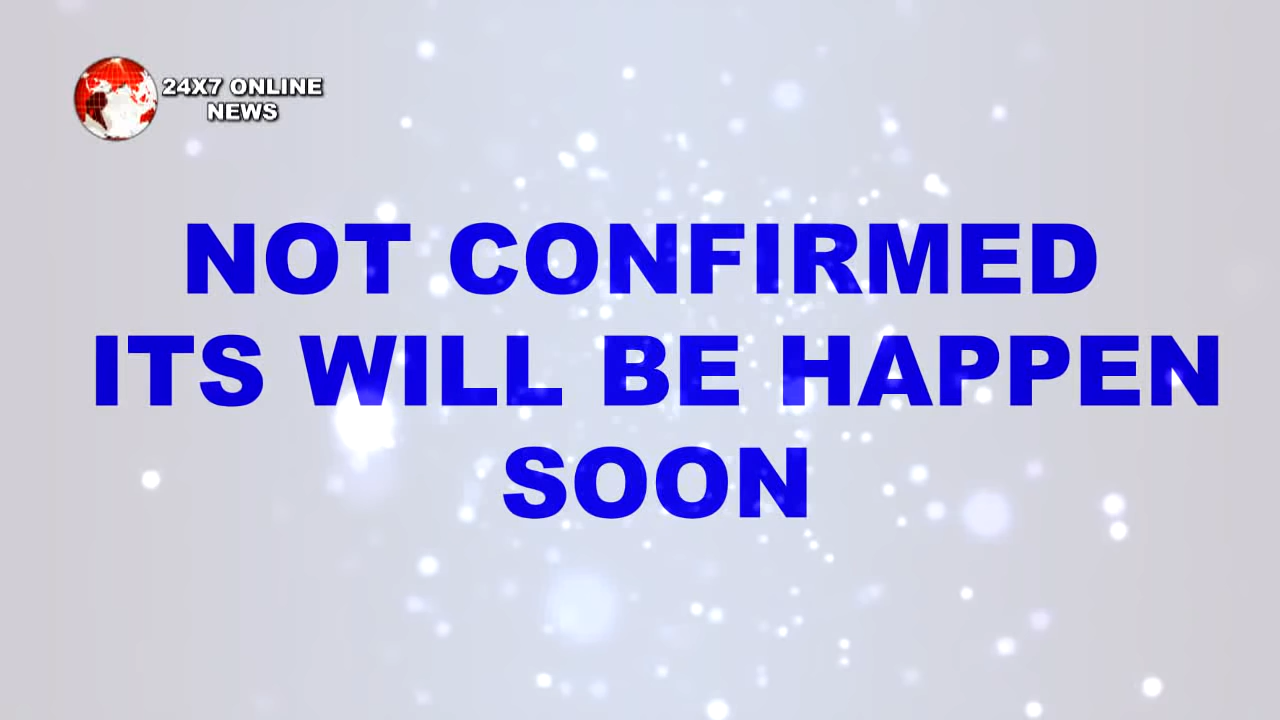 24X7 ONLINE
NEWS
NOT CONFIRMED
ITS WILL BE HAPPEN
SOON